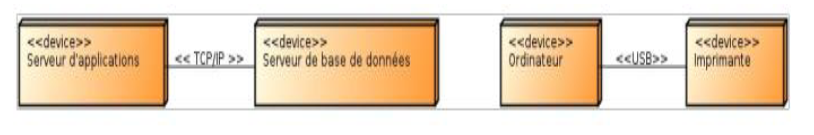 <<device>>
Serveur d'applications
<< TCP/IP >>
<<device>>
Serveur de base de données
<<device>>
Ordinateur
<<USB>>
<<device>>
Imprimante